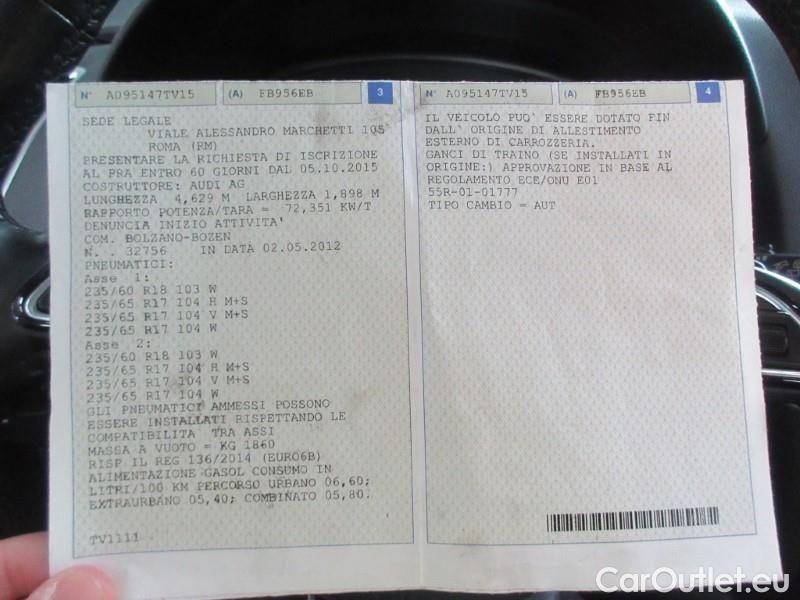 N° A095147TV15 (A) FB956EB 3
SEDE LEGALE
VIALE ALESSANDRO MARCHETTI 105
ROMA (RM)
PRESENTARE LA RICHIESTA DI ISCRIZIONE
AL PRA ENTRO 60 GIORNI DAL 05.10.2015
COSTRUTTORE: AUDI AG
LUNGHEZZA 4,629 M LARGHEZZA 1,898 M
RAPPORTO POTENZA/TARA = 72,351 KW/T
DENUNCIA INIZIO ATTIVITA'
COM. BOLZANO-BOZEN
N. . 32756 IN DATA 02.05.2012
PNEUMATICI:
Asse 1:
235/60 R18 103 W
235/65 R17 104 H M+S
235/65 R17 104 V M+S
235/65 R17 104 W
Asse 2:
235/60 R18 103 W
235/65 R17 104 H M+S
235/65 R17 104 V M+S
235/65 R17 104 W
GLI PNEUMATICI AMMESSI POSSONO
ESSERE INSTALLATI RISPETTANDO LE
COMPATIBILITA TRA ASSI
MASSA A VUOTO = KG 1860
RISP IL REG 136/2014 (EURO6B)
ALIMENTAZIONE GASOL CONSUMO IN
LITRI/100 KM PERCORSO URBANO 06,60;
EXTRAURBANO 05,40; COMBINATO 05,80.
TV1111
N° A095147TV15 (A) FB956EB 4
IL VEICOLO PUO' ESSERE DOTATO FIN
DALL' ORIGINE DI ALLESTIMENTO
ESTERNO DI CARROZZERIA.
GANCI DI TRAINO (SE INSTALLATI IN
ORIGINE:) APPROVAZIONE IN BASE AL
REGOLAMENTO ECE/ONU E01
55R-01-01777
TIPO CAMBIO = AUT
CarOutlet.eu